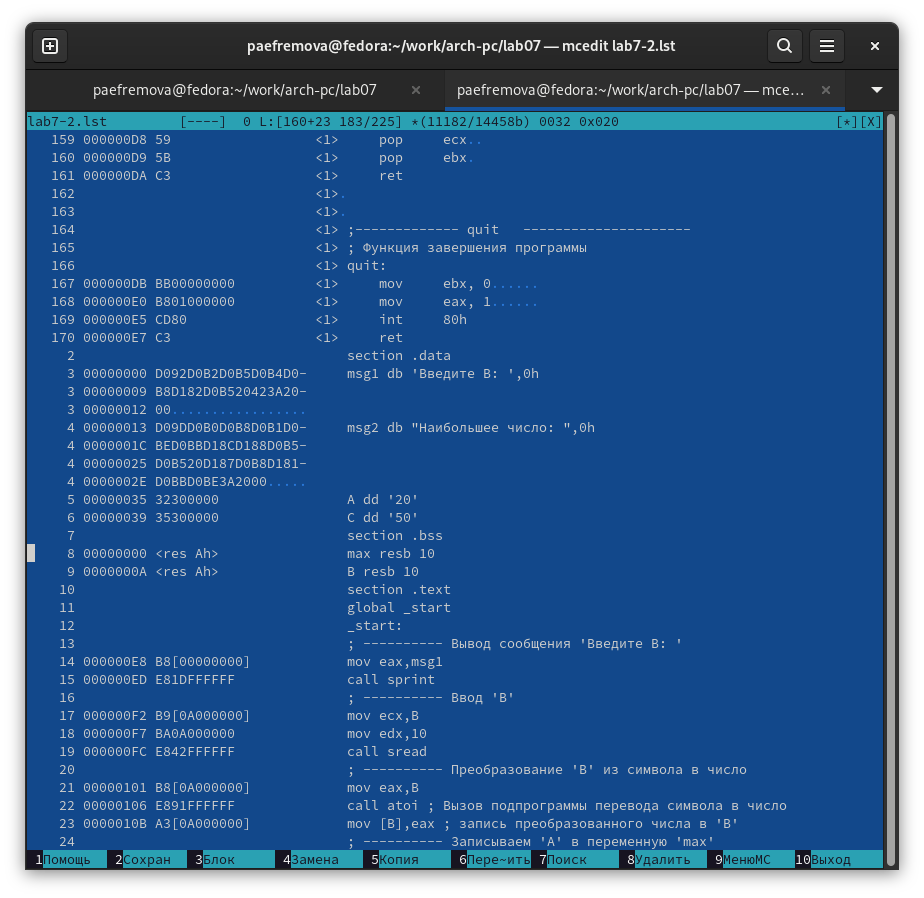 paefremova@fedora:~/work/arch-pc/lab07 — mcedit lab7-2.lst
paefremova@fedora:~/work/arch-pc/lab07 × paefremova@fedora:~/work/arch-pc/lab07 — mce… ×
lab7-2.lst [----] 0 L:[160+23 183/225] *(11182/14458b) 0032 0x020 [*][X]
159 000000D8 59 <1> pop ecx..
160 000000D9 5B <1> pop ebx.
161 000000DA C3 <1> ret
162 <1>.
163 <1>.
164 <1> ;------------- quit ---------------------
165 <1> ; Функция завершения программы
166 <1> quit:
167 000000DB BB00000000 <1> mov ebx, 0......
168 000000E0 B801000000 <1> mov eax, 1......
169 000000E5 CD80 <1> int 80h
170 000000E7 C3 <1> ret
2 section .data
3 00000000 D092D0B2D0B5D0B4D0- msg1 db 'Введите B: ',0h
3 00000009 B8D182D0B520423A20-
3 00000012 00.................
4 00000013 D09DD0B0D0B8D0B1D0- msg2 db "Наибольшее число: ",0h
4 0000001C BED0BBD18CD188D0B5-
4 00000025 D0B520D187D0B8D181-
4 0000002E D0BBD0BE3A2000.....
5 00000035 32300000 A dd '20'
6 00000039 35300000 C dd '50'
7 section .bss
8 00000000 <res Ah> max resb 10
9 0000000A <res Ah> B resb 10
10 section .text
11 global _start
12 _start:
13 ; ---------- Вывод сообщения 'Введите B: '
14 000000E8 B8[00000000] mov eax,msg1
15 000000ED E81DFFFFFF call sprint
16 ; ---------- Ввод 'B'
17 000000F2 B9[0A000000] mov ecx,B
18 000000F7 BA0A000000 mov edx,10
19 000000FC E842FFFFFF call sread
20 ; ---------- Преобразование 'B' из символа в число
21 00000101 B8[0A000000] mov eax,B
22 00000106 E891FFFFFF call atoi ; Вызов подпрограммы перевода символа в число
23 0000010B A3[0A000000] mov [B],eax ; запись преобразованного числа в 'B'
24 ; ---------- Записываем 'A' в переменную 'max'
1Помощь 2Сохран 3Блок 4Замена 5Копия 6Пере~ить 7Поиск 8Удалить 9МенюМС 10Выход